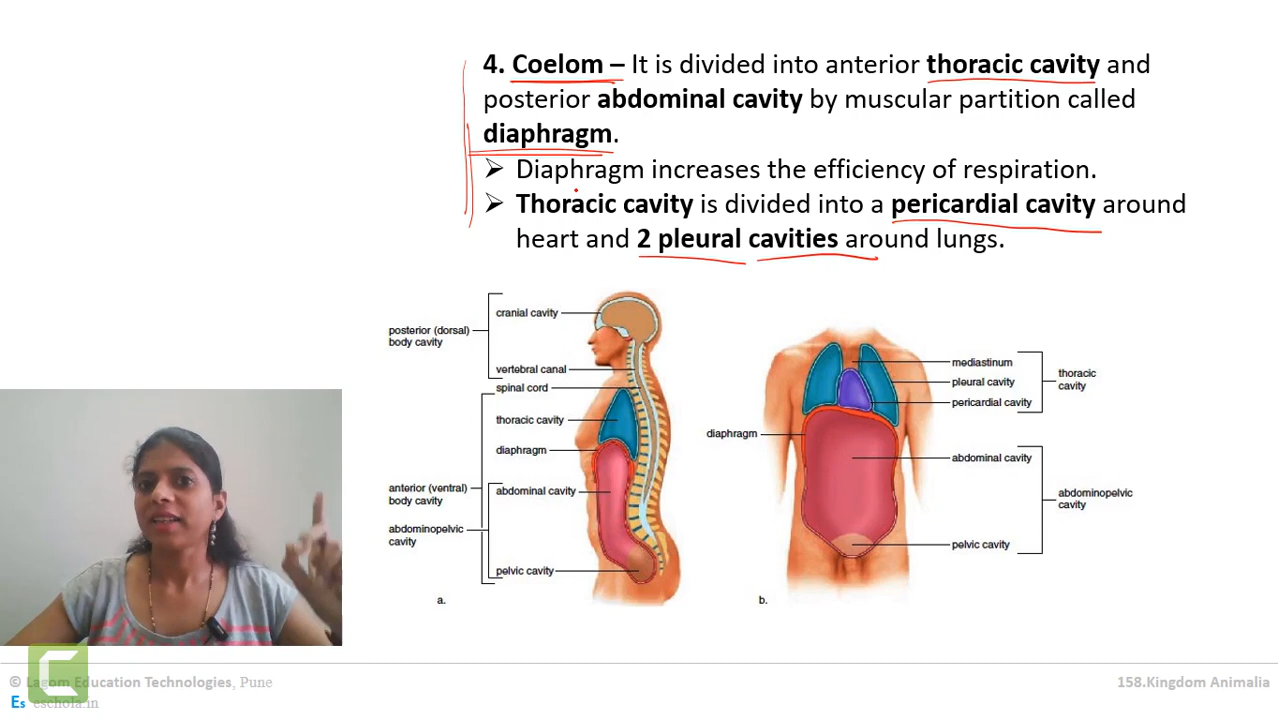 4. Coelom – It is divided into anterior thoracic cavity and
posterior abdominal cavity by muscular partition called
diaphragm.
➢ Diaphragm increases the efficiency of respiration.
➢ Thoracic cavity is divided into a pericardial cavity around
heart and 2 pleural cavities around lungs.
cranial cavity
posterior (dorsal)
body cavity
vertebral canal
spinal cord
thoracic cavity
diaphragm
anterior (ventral)
body cavity
abdominal cavity
abdominopelvic
cavity
pelvic cavity
a.
mediastinum
pleural cavity
pericardial cavity
thoracic
cavity
diaphragm
abdominal cavity
abdominopelvic
cavity
pelvic cavity
b.
© Lagom Education Technologies, Pune
Es eschola.in
158.Kingdom Animalia